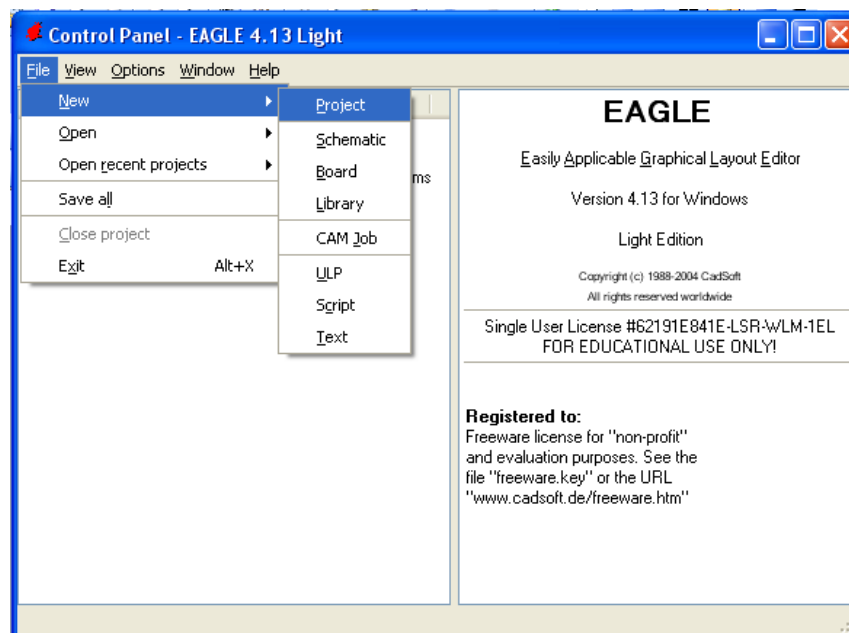 Control Panel - EAGLE 4.13 Light
File View Options Window Help
New
Open
Open recent projects
Save all
Close project
Exit Alt+X
Project
Schematic
Board
Library
CAM Job
ULP
Script
Text
ms
EAGLE
Easily Applicable Graphical Layout Editor
Version 4.13 for Windows
Light Edition
Copyright (c) 1988-2004 CadSoft
All rights reserved worldwide
Single User License #62191E841E-LSR-WLM-1EL
FOR EDUCATIONAL USE ONLY!
Registered to:
Freeware license for "non-profit"
and evaluation purposes. See the
file "freeware.key" or the URL
"www.cadsoft.de/freeware.htm"